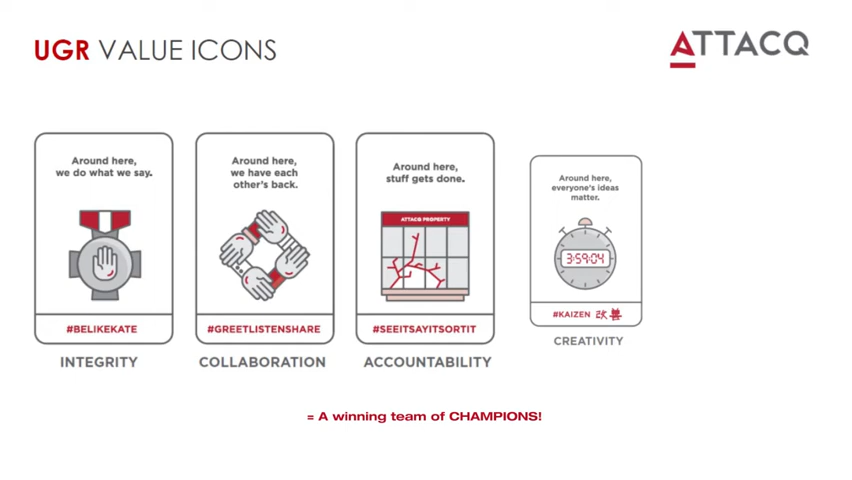 UGR VALUE ICONS
ATTACQ
Around here,
we do what we say.
#BELIKEKATE
INTEGRITY
Around here,
we have each
other's back.
#GREETLISTENSHARE
COLLABORATION
Around here,
stuff gets done.
ATTACQ PROPERTY
#SEEITSAYITSORTIT
ACCOUNTABILITY
Around here,
everyone's ideas
matter.
3:59:04
#KAIZEN 改善
CREATIVITY
= A winning team of CHAMPIONS!